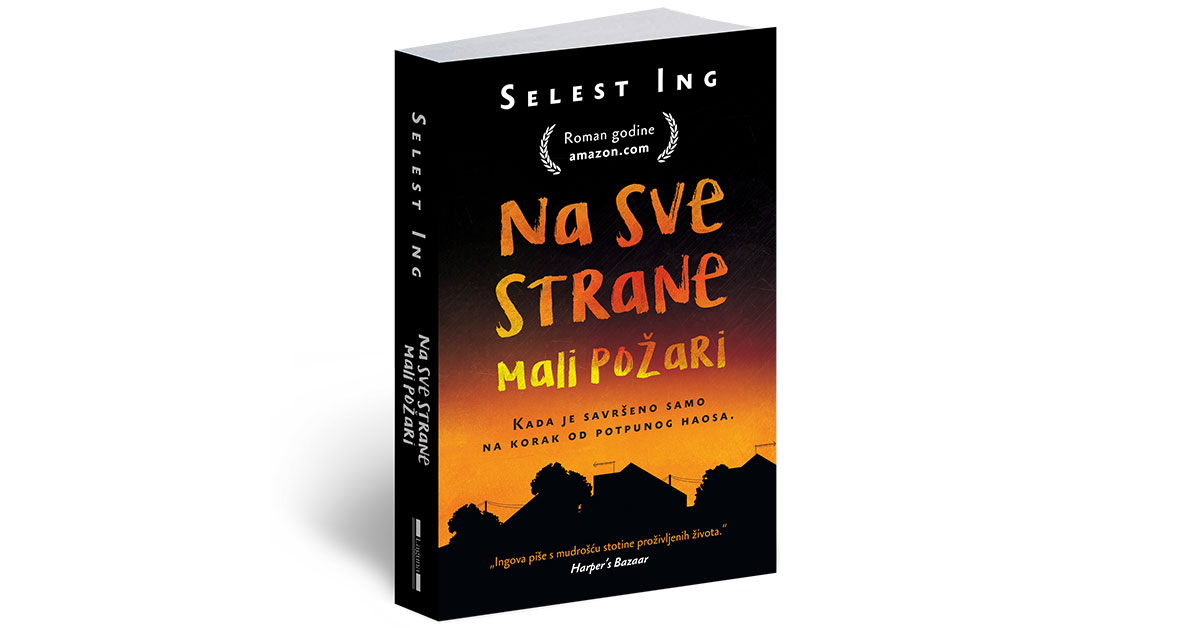 Selest Ing
Roman godine
amazon.com
Na sve
strane
mali požari
Kada je savršeno samo
na korak od potpunog haosa.
„Ingova piše s mudrošću stotine proživljenih života.“
Harper's Bazaar
Selest Ing
Na sve strane
mali požari
Laguna